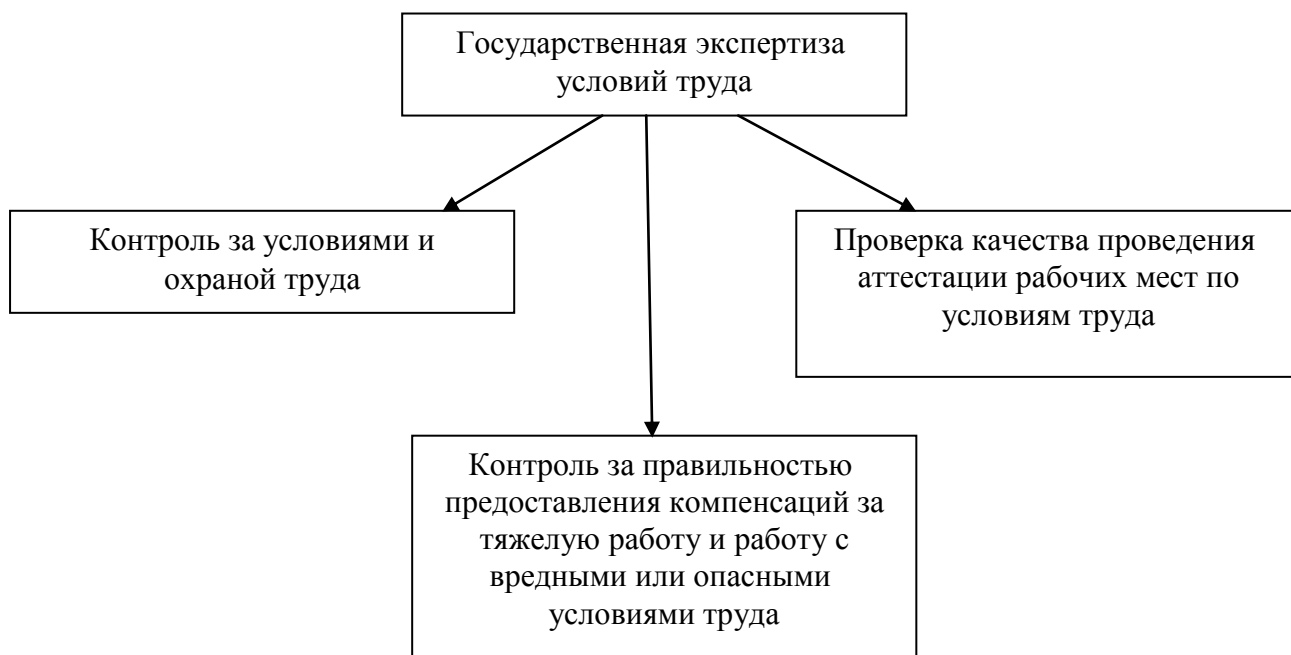 Государственная экспертиза
условий труда
Контроль за условиями и
охраной труда
Проверка качества проведения
аттестации рабочих мест по
условиям труда
Контроль за правильностью
предоставления компенсаций за
тяжелую работу и работу с
вредными или опасными
условиями труда